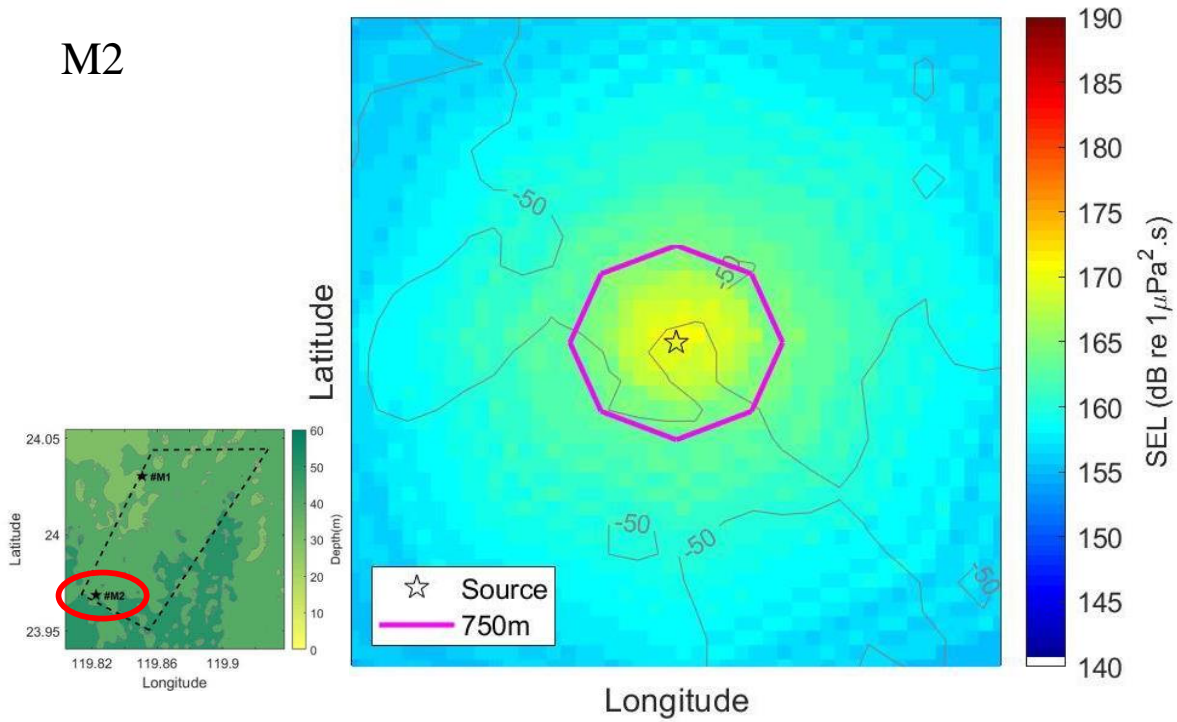 M2
Latitude
-50
-50
-50
-50
-50
Source
750m
Longitude
190
185
180
175
170
165
160
155
150
145
140
SEL (dB re 1μPa².s)
24.05
24
23.95
Latitude
#M1
#M2
119.82
119.86
119.9
Longitude
60
50
40
30
20
10
0
Depth(m)